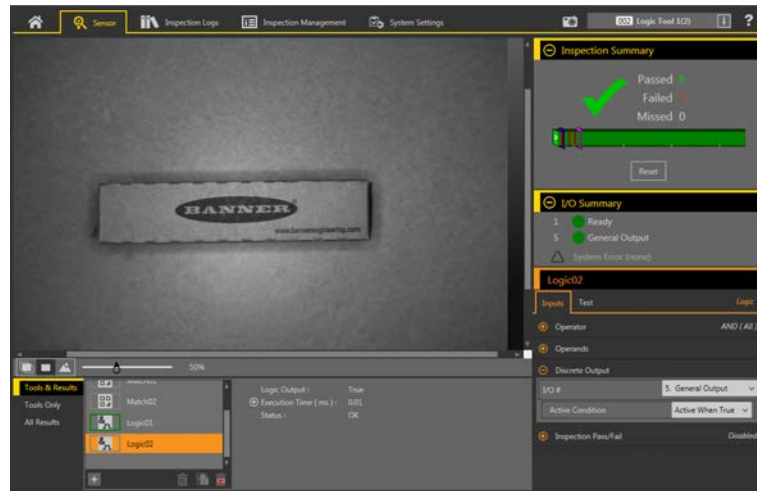 Sensor
Inspection Logs
Inspection Management
System Settings
002 Logic Tool 1(2)
?
Inspection Summary
Passed
Failed
Missed 0
Reset
I/O Summary
1 Ready
5 General Output
System Error (none)
Logic02
Inputs Test Logic
Operator AND ( All )
Operands
Discrete Output
I/O # 5. General Output
Active Condition Active When True
Inspection Pass/Fail Disabled
BANNER
www.bannerengineering.com
50%
Tools & Results
Tools Only
All Results
Match02
Logic01
Logic02
Logic Output : True
Execution Time ( ms ) : 0.01
Status : OK